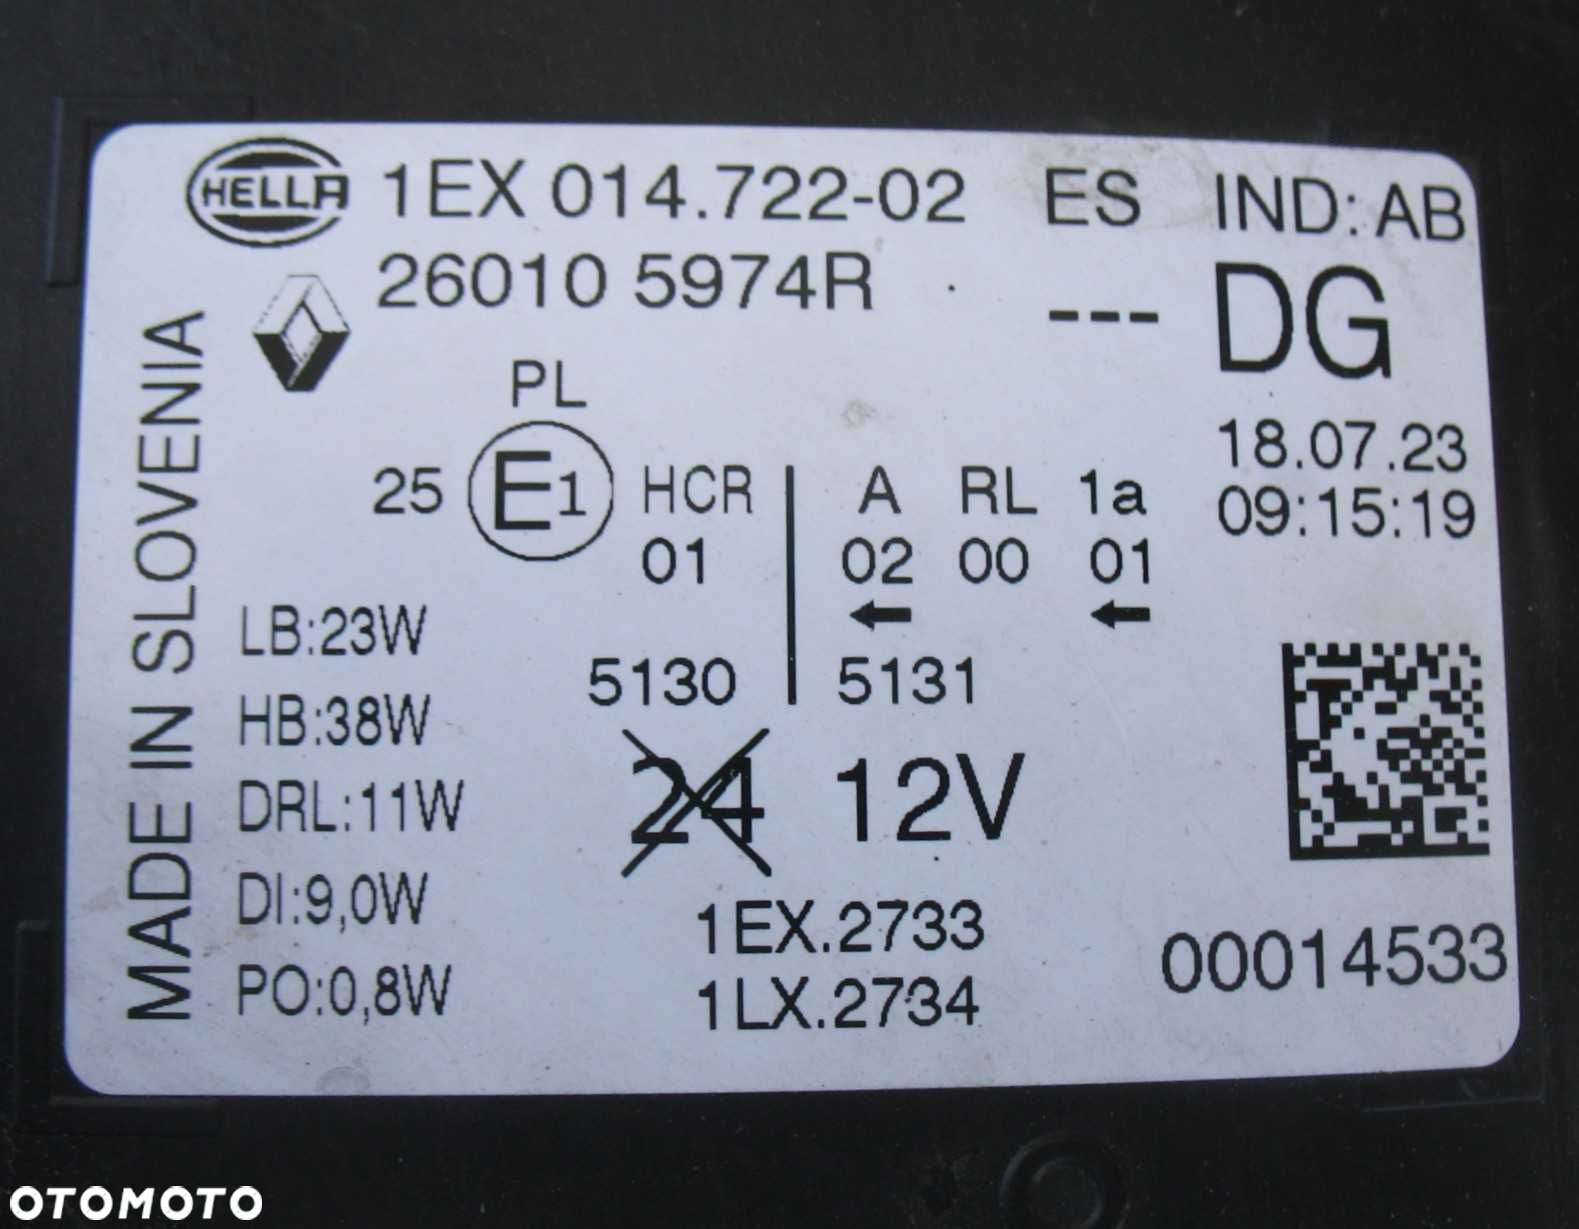 HELLA 1EX 014.722-02 ES IND: AB
26010 5974R --- DG
MADE IN SLOVENIA
PL
18.07.23
25 E1 HCR A RL 1a
09:15:19
01 02 00 01
LB:23W
5130 5131
HB:38W
24 12V
DRL:11W
DI:9,0W
1EX.2733
00014533
PO:0,8W
1LX.2734
OTOMOTO